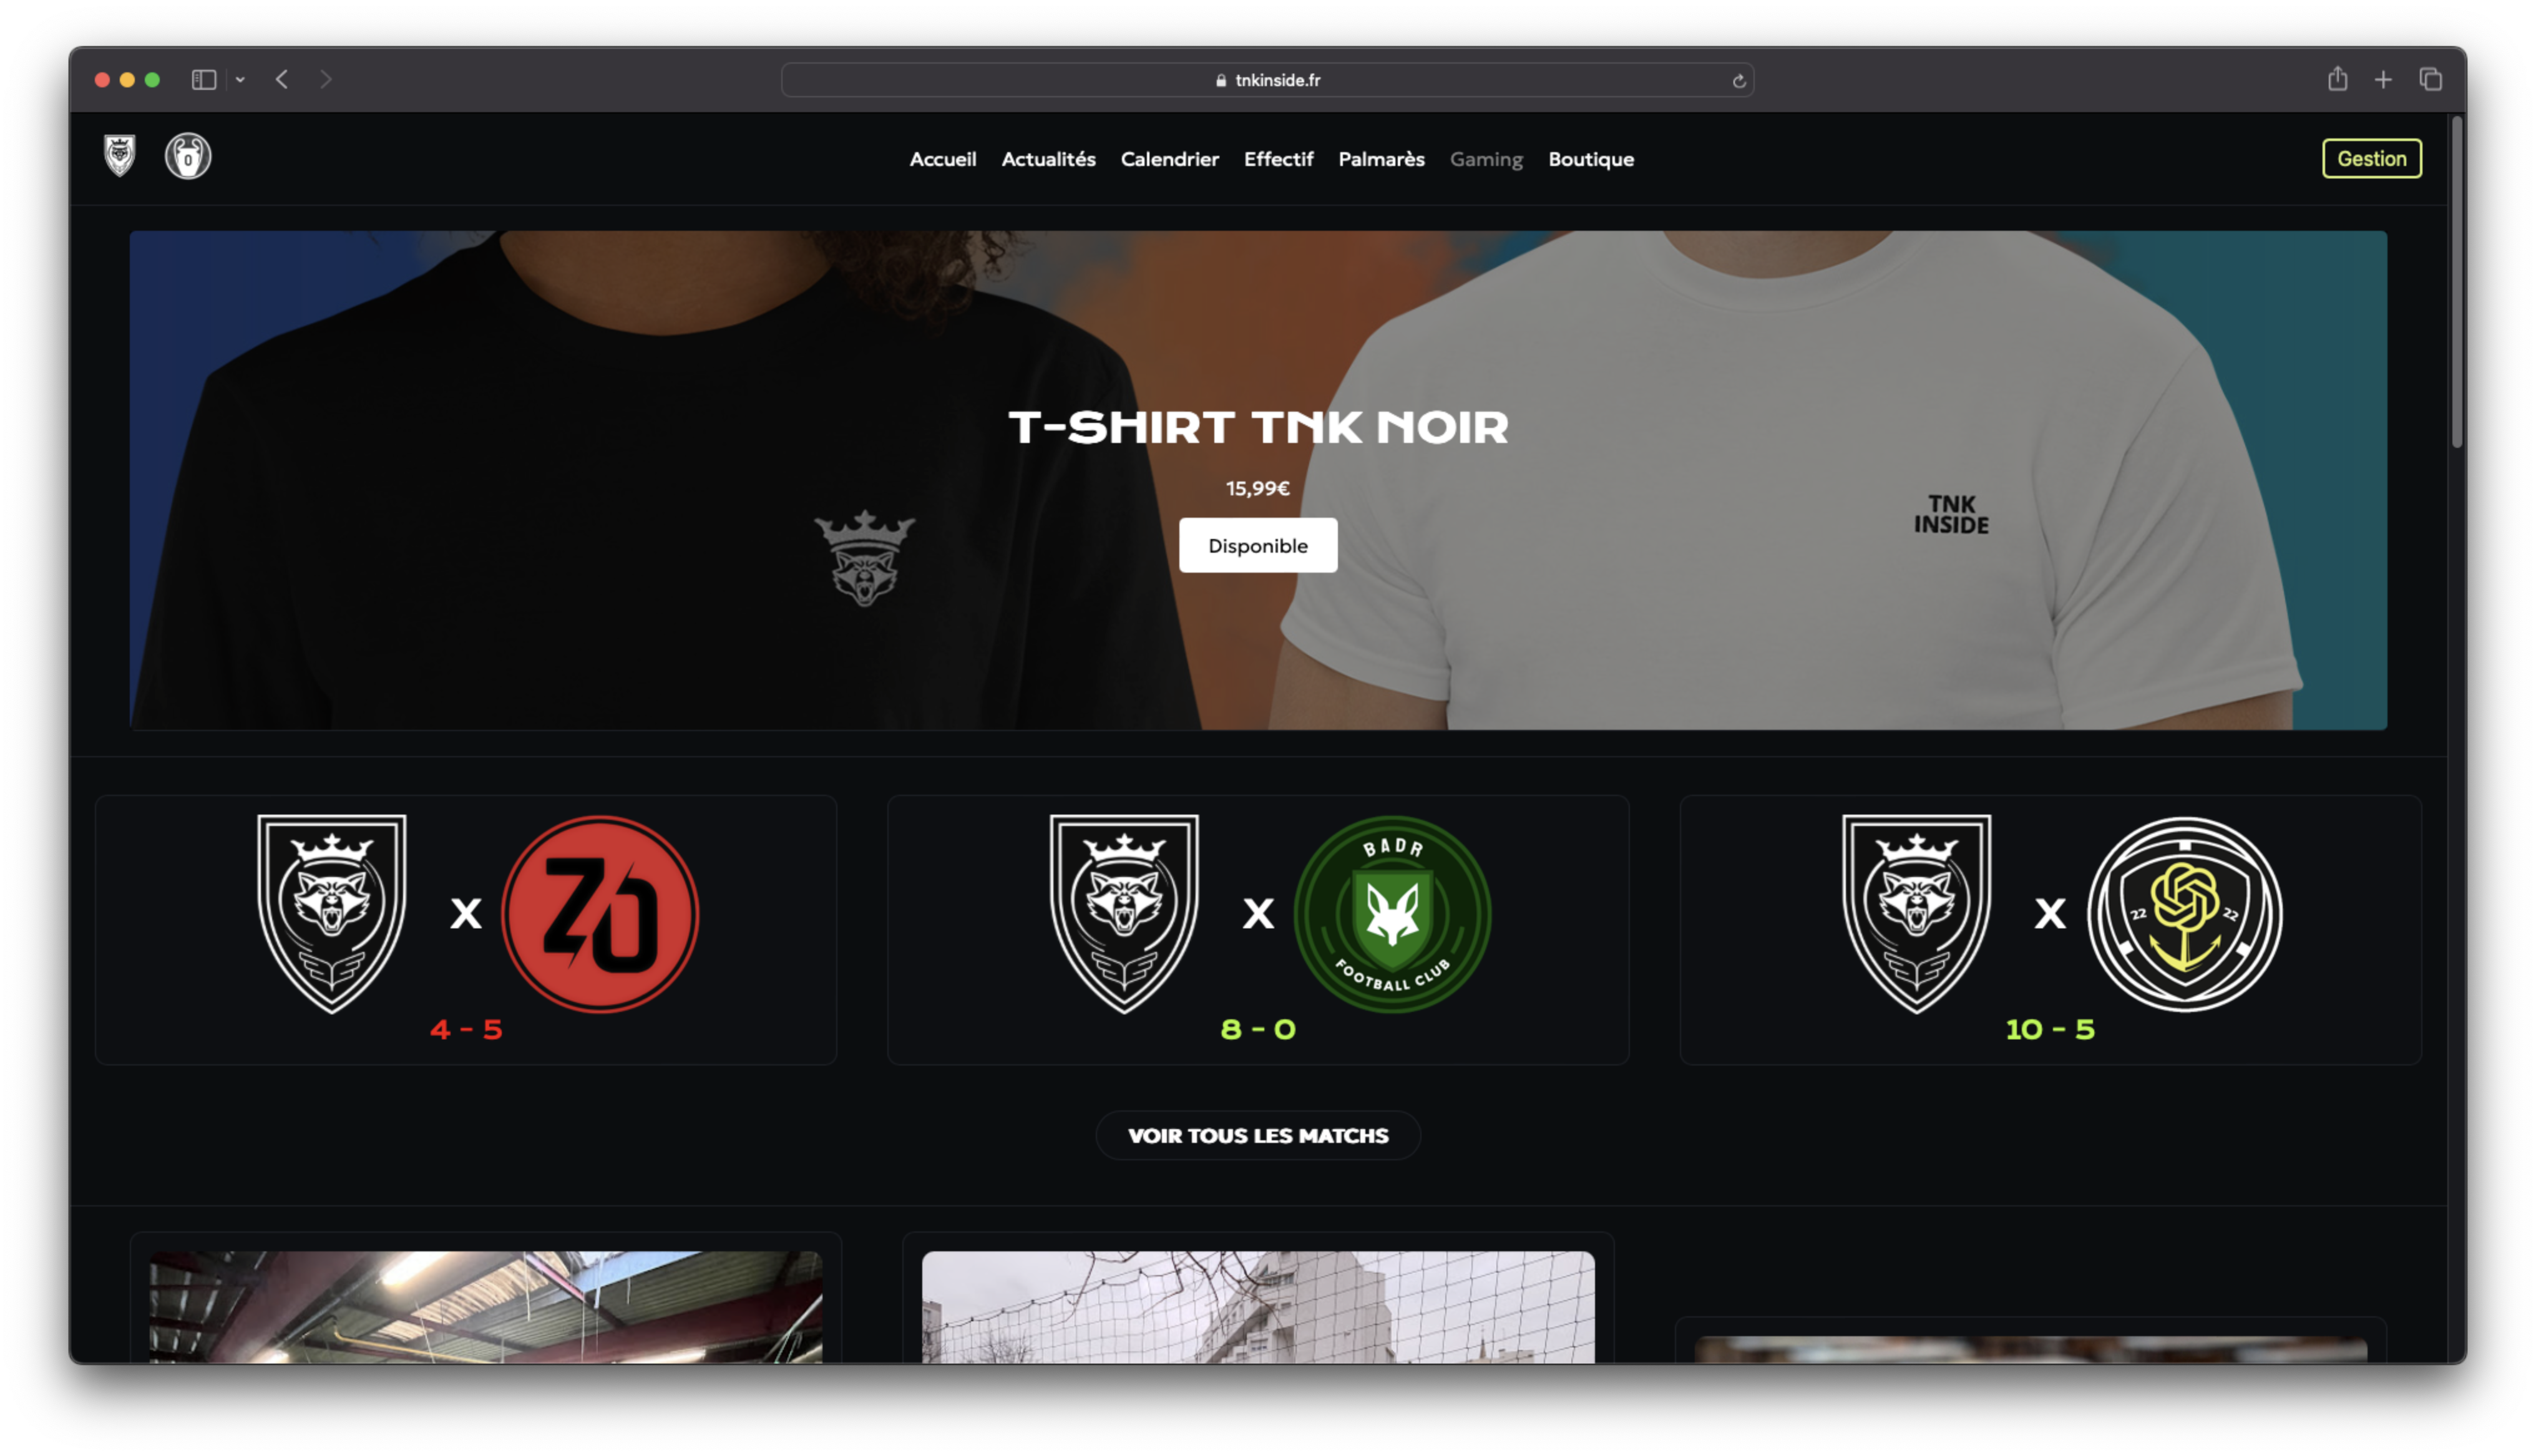 tnkinside.fr
0
Accueil Actualités Calendrier Effectif Palmarès Gaming Boutique
Gestion
T-SHIRT TNK NOIR
15,99€
Disponible
TNK
INSIDE
X
ZO
4 - 5
X
BADR
FOOTBALL CLUB
8 - 0
X
22 22
10 - 5
VOIR TOUS LES MATCHS